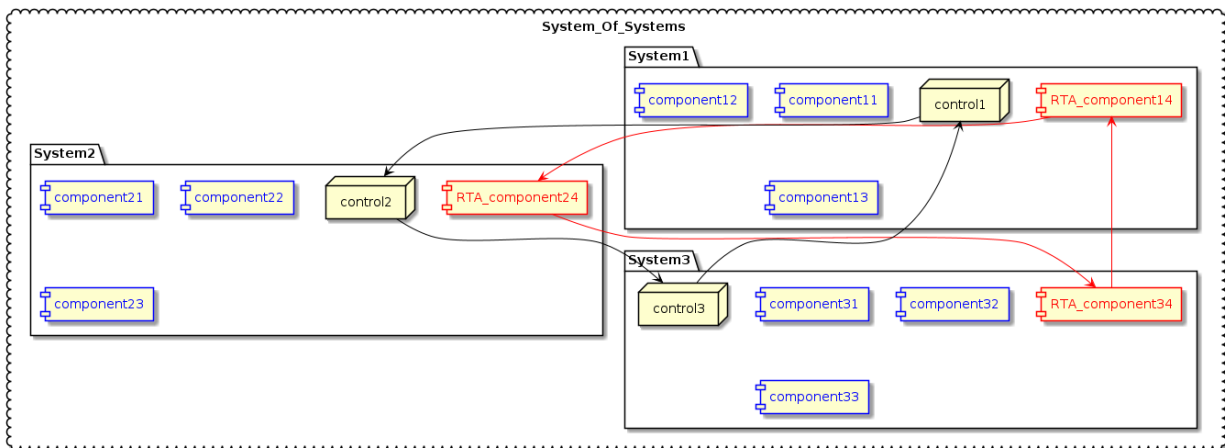 System_Of_Systems
System1
component12
component11
control1
RTA_component14
component13
System2
component21
component22
control2
RTA_component24
component23
System3
control3
component31
component32
RTA_component34
component33